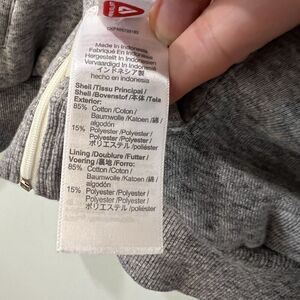 Made in Indonesia
Fabriqué En Indonesia
Hergestellt in Indonesien
Vervaardigd In Indonesia
インドネシア製
hecho en indonesia
Shell /Tissu Principal /
Shell /Bovenstof /本体 /Tela
Exterior:
85% Cotton /Coton /
Baumwolle /Katoen /綿 /
algodón
15% Polyester /Polyester /
Polyester /Polyester /
ポリエステル /poliéster
Lining /Doublure /Futter /
Voering /裏地 /Forro:
85% Cotton /Coton/
Baumwolle /Katoen /綿 /
algodón
15% Polyester /Polyester /
Polyester /Polyester /
ポリエステル /poliéster